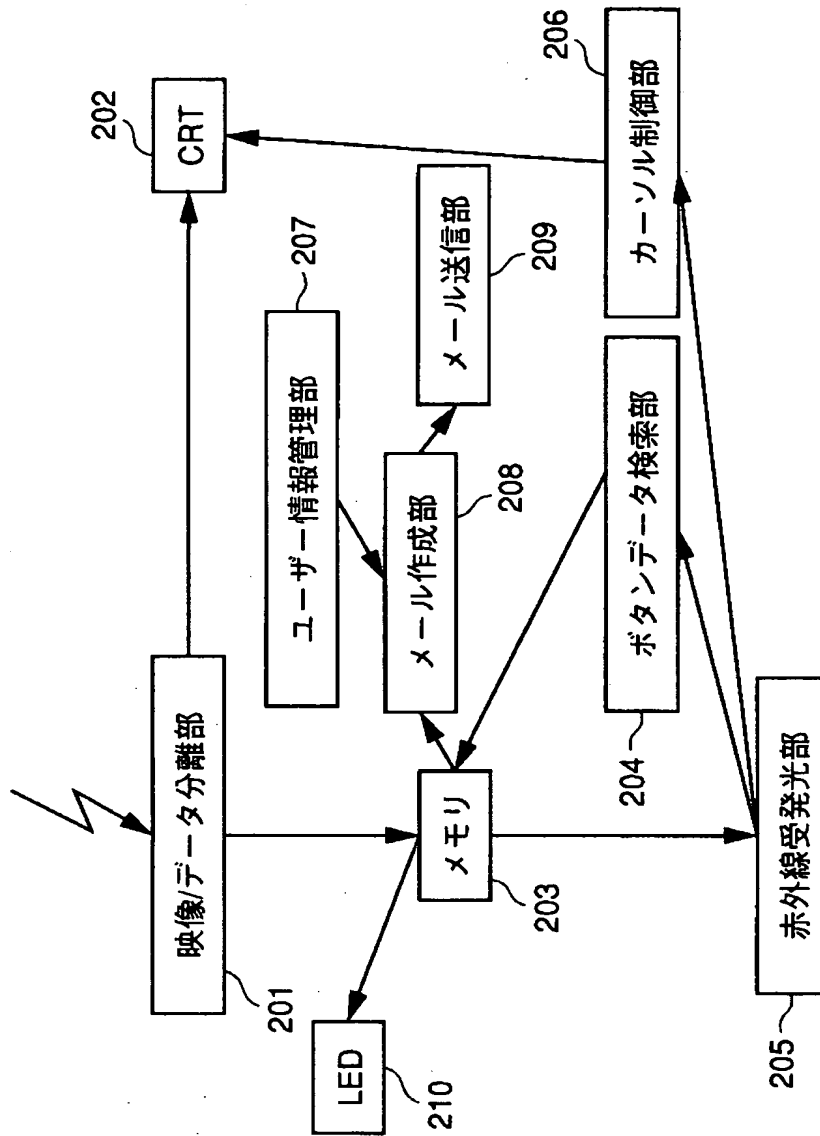 映像/データ分離部
201
CRT
202
ユーザー情報管理部
207
LED
210
メモリ
203
メール作成部
208
メール送信部
209
ボタンデータ検索部
204
カーソル制御部
206
赤外線受発光部
205